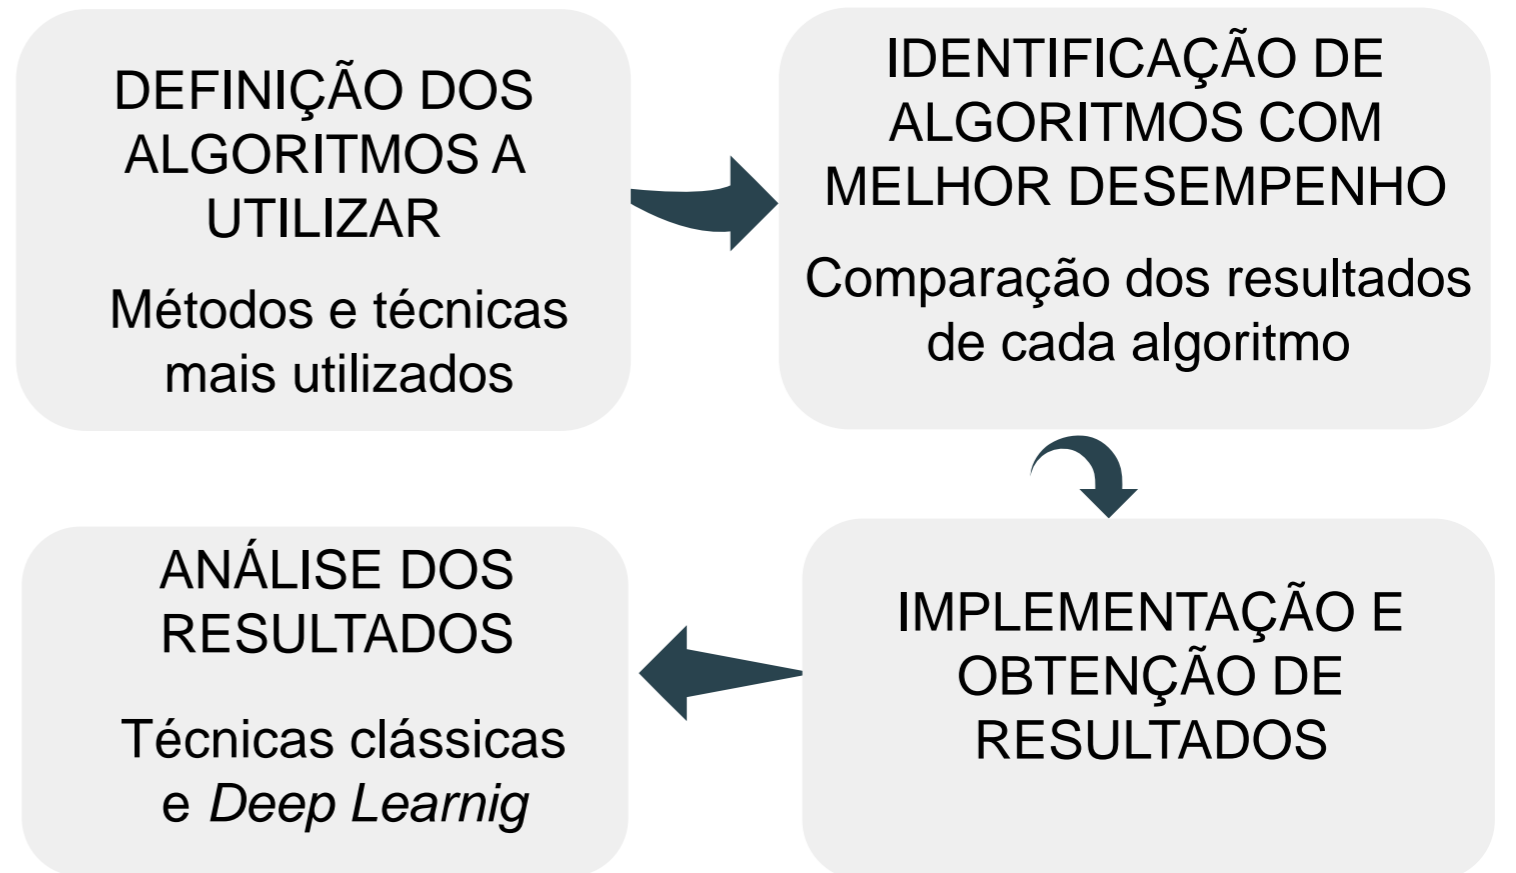 DEFINIÇÃO DOS
ALGORITMOS A
UTILIZAR
Métodos e técnicas
mais utilizados
IDENTIFICAÇÃO DE
ALGORITMOS COM
MELHOR DESEMPENHO
Comparação dos resultados
de cada algoritmo
IMPLEMENTAÇÃO E
OBTENÇÃO DE
RESULTADOS
ANÁLISE DOS
RESULTADOS
Técnicas clássicas
e Deep Learnig